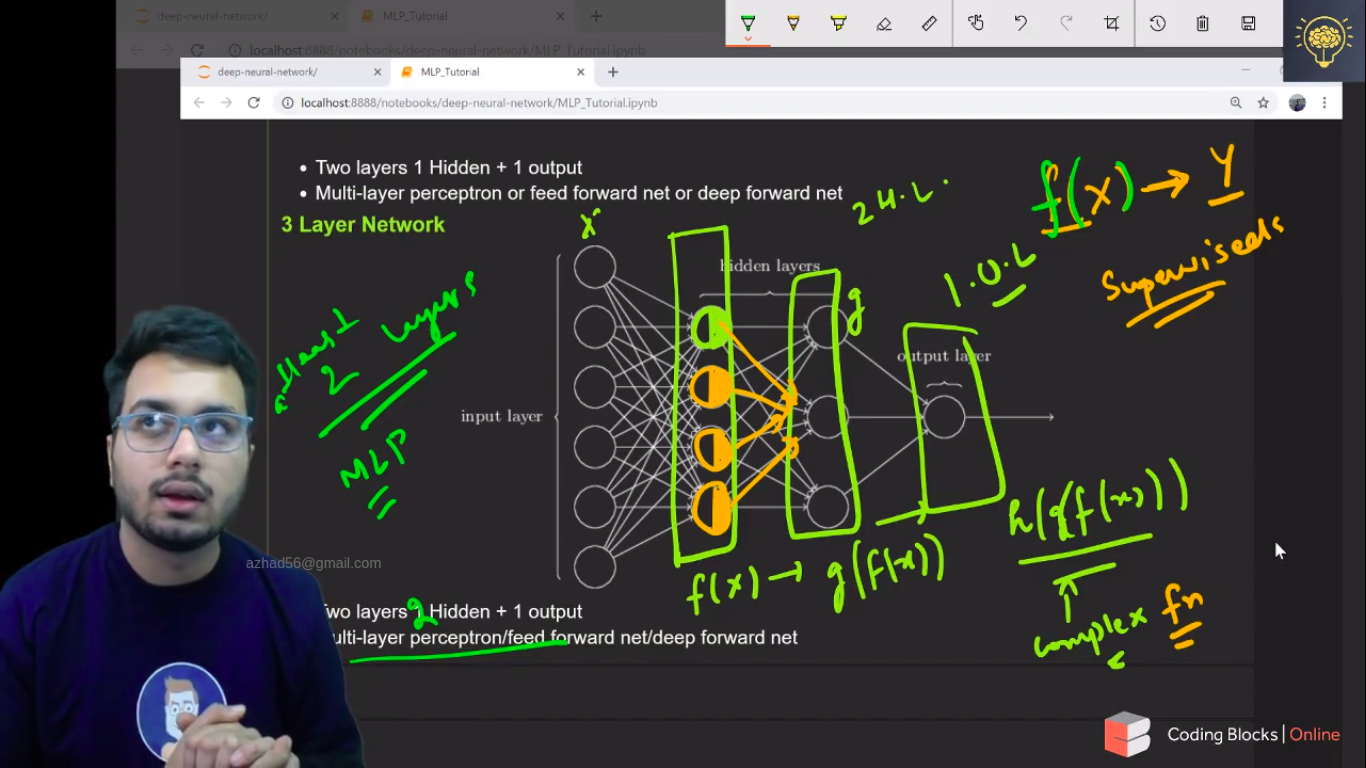 deep-neural-network/
MLP_Tutorial
localhost:8888/notebooks/deep-neural-network/MLP_Tutorial.ipynb
deep-neural-network/
MLP_Tutorial
localhost:8888/notebooks/deep-neural-network/MLP_Tutorial.ipynb
Two layers 1 Hidden + 1 output
Multi-layer perceptron or feed forward net or deep forward net
2 H.L.
f(x) → Y
3 Layer Network
X
hidden layers
g
1.O.L
Supervised
atleast
2 layers
output layer
input layer
MLP
h(g(f(x)))
azhad56@gmail.com
f(x) → g(f(x))
complex fn
Two layers 2 Hidden + 1 output
ulti-layer perceptron/feed forward net/deep forward net
Coding Blocks | Online